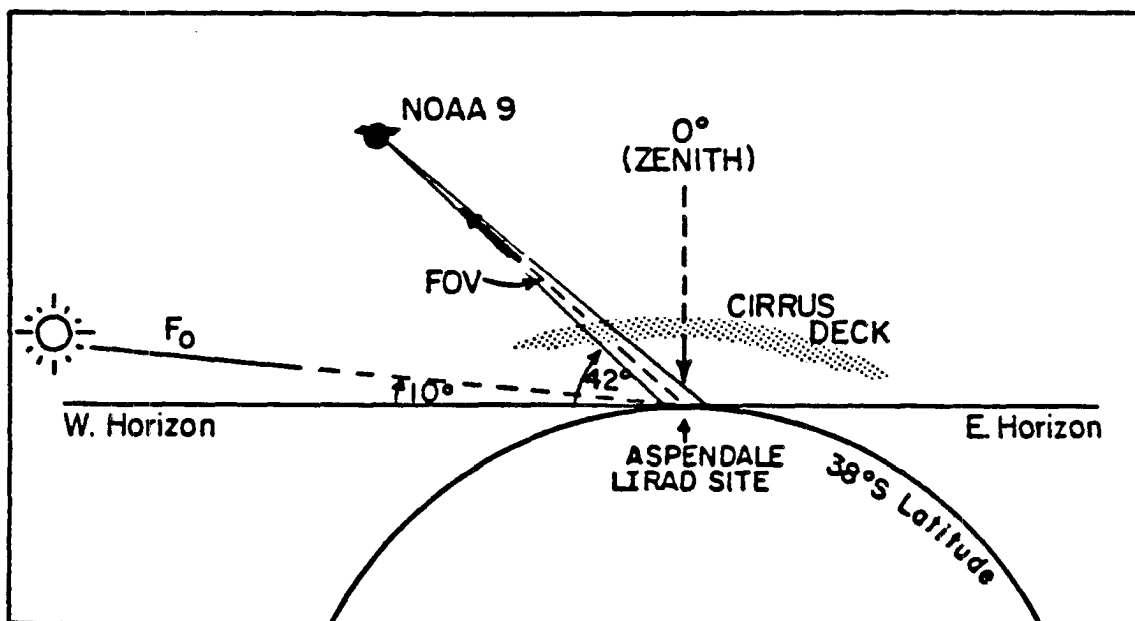 NOAA 9
0°
(ZENITH)
FOV
CIRRUS
DECK
F₀
42°
10°
W. Horizon
E. Horizon
ASPENDALE
LIRAD SITE
38°S Latitude